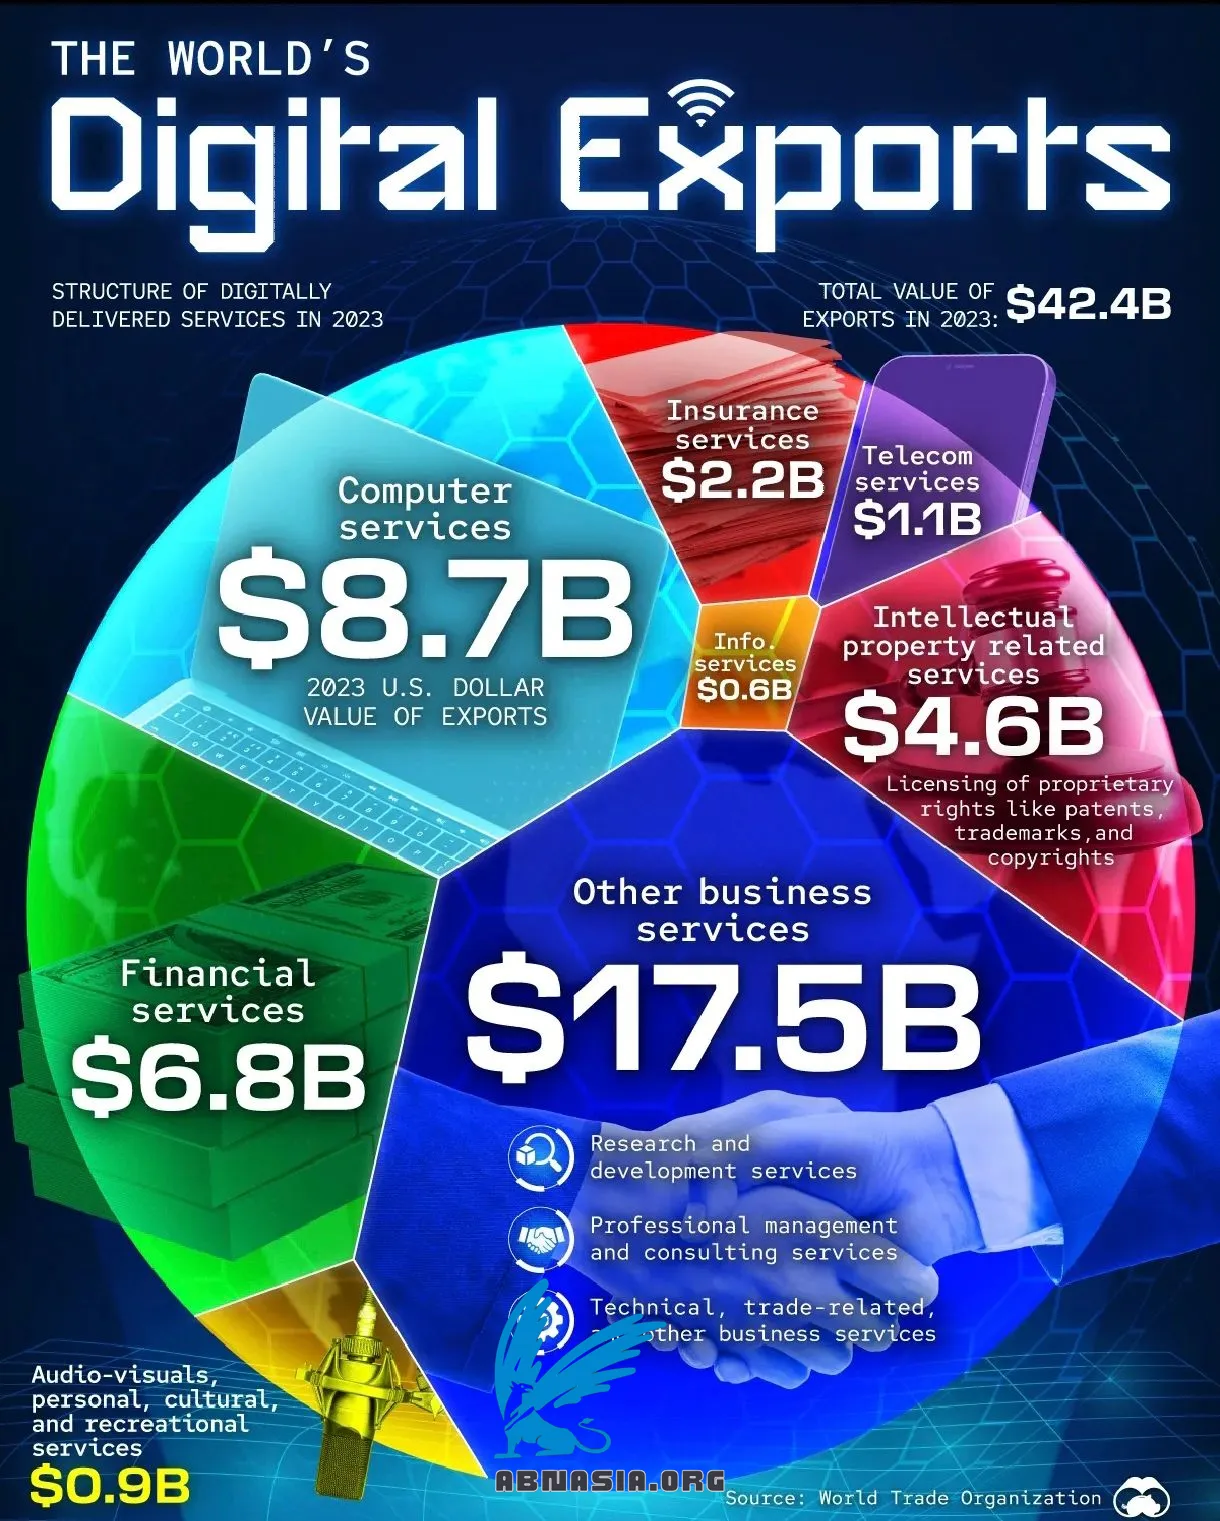 THE WORLD'S
Digital Exports
STRUCTURE OF DIGITALLY
DELIVERED SERVICES IN 2023
TOTAL VALUE OF
EXPORTS IN 2023: $42.4B
Insurance
services
$2.2B
Telecom
services
$1.1B
Computer
services
$8.7B
2023 U.S. DOLLAR
VALUE OF EXPORTS
Info.
services
$0.6B
Intellectual
property related
services
$4.6B
Licensing of proprietary
rights like patents,
trademarks,and
copyrights
Other business
services
$17.5B
Financial
services
$6.8B
Research and
development services
Professional management
and consulting services
Technical, trade-related,
other business services
Audio-visuals,
personal, cultural,
and recreational
services
$0.9B
ABNASIA.ORG
Source: World Trade Organization